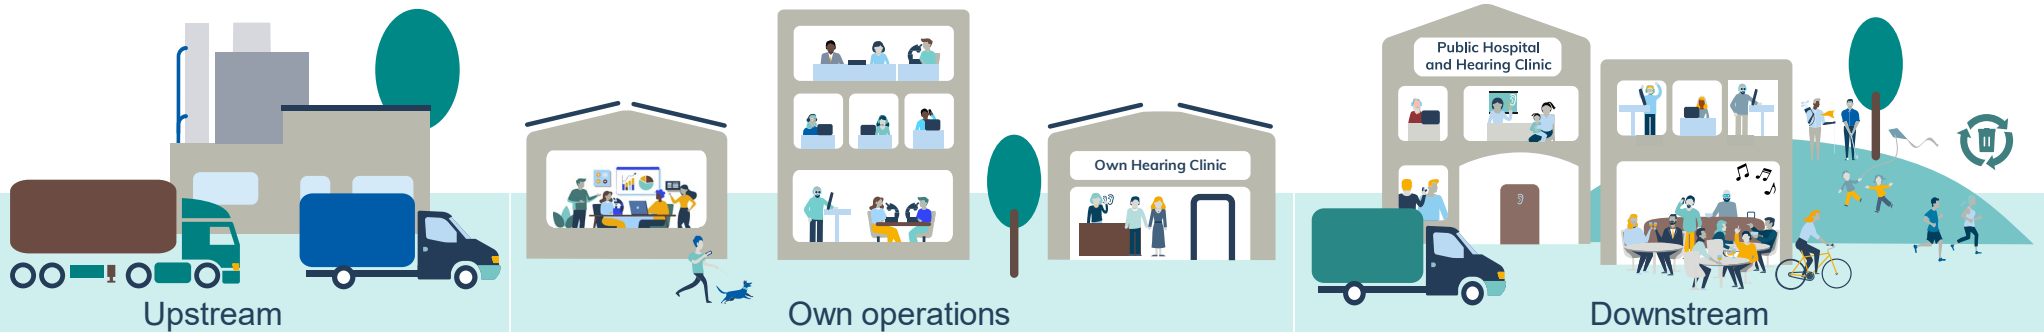 Public Hospital
and Hearing Clinic
Own Hearing Clinic
Upstream
Own operations
Downstream